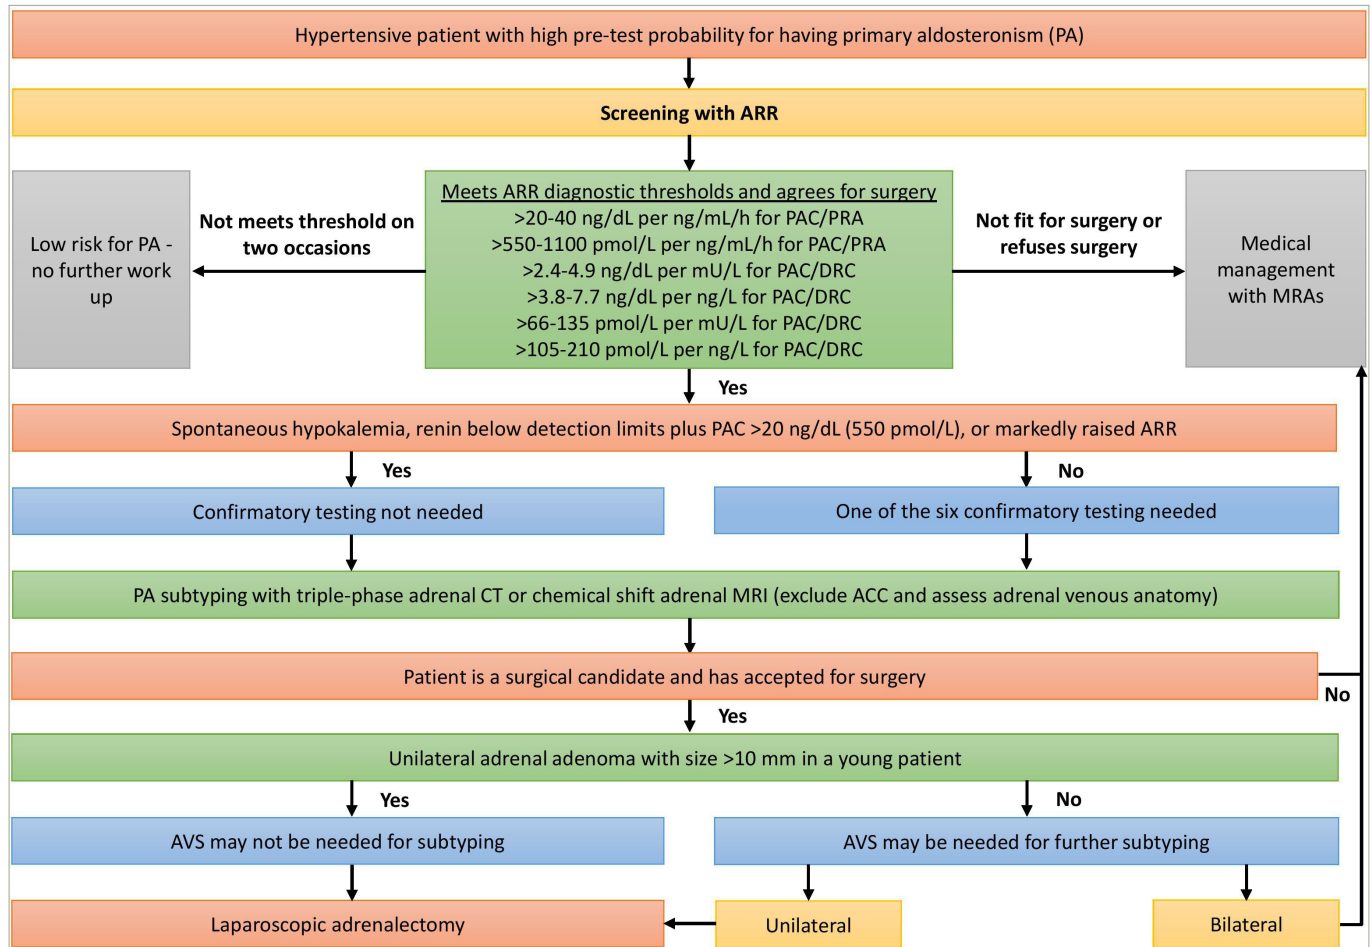 Hypertensive patient with high pre-test probability for having primary aldosteronism (PA)
Screening with ARR
Low risk for PA -
no further work
up
Not meets threshold on
two occasions
Meets ARR diagnostic thresholds and agrees for surgery
>20-40 ng/dL per ng/mL/h for PAC/PRA
>550-1100 pmol/L per ng/mL/h for PAC/PRA
>2.4-4.9 ng/dL per mU/L for PAC/DRC
>3.8-7.7 ng/dL per ng/L for PAC/DRC
>66-135 pmol/L per mU/L for PAC/DRC
>105-210 pmol/L per ng/L for PAC/DRC
Not fit for surgery or
refuses surgery
Medical
management
with MRAs
Yes
Spontaneous hypokalemia, renin below detection limits plus PAC >20 ng/dL (550 pmol/L), or markedly raised ARR
Yes
No
Confirmatory testing not needed
One of the six confirmatory testing needed
PA subtyping with triple-phase adrenal CT or chemical shift adrenal MRI (exclude ACC and assess adrenal venous anatomy)
Patient is a surgical candidate and has accepted for surgery
No
Yes
Unilateral adrenal adenoma with size >10 mm in a young patient
Yes
No
AVS may not be needed for subtyping
AVS may be needed for further subtyping
Laparoscopic adrenalectomy
Unilateral
Bilateral